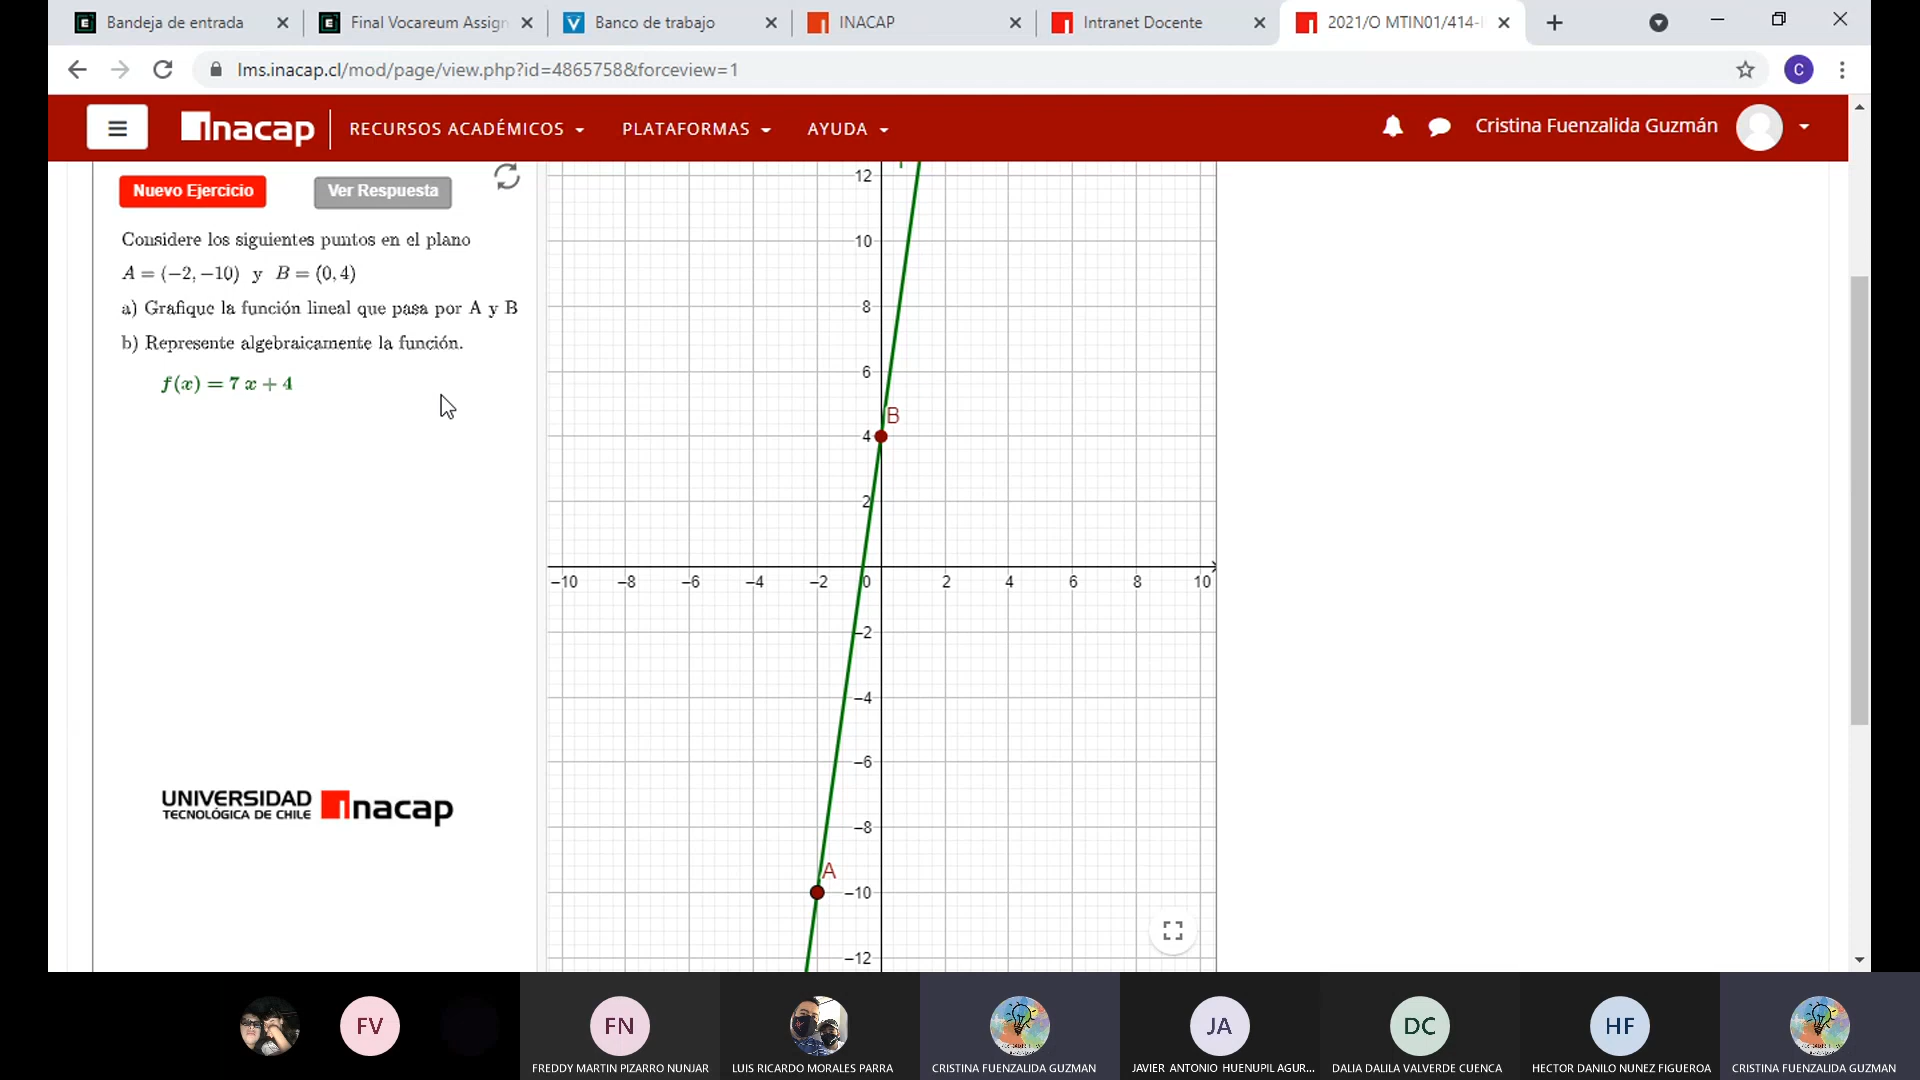 Bandeja de entrada
Final Vocareum Assign
Banco de trabajo
INACAP
Intranet Docente
2021/O MTIN01/414-
lms.inacap.cl/mod/page/view.php?id=4865758&forceview=1
C
inacap
RECURSOS ACADÉMICOS
PLATAFORMAS
AYUDA
Cristina Fuenzalida Guzmán
Nuevo Ejercicio
Ver Respuesta
Considere los siguientes puntos en el plano
A = (−2, −10) y B = (0, 4)
a) Grafique la función lineal que pasa por A y B
b) Represente algebraicamente la función.
f(x) = 7 x + 4
UNIVERSIDAD
TECNOLÓGICA DE CHILE
inacap
12
10
8
6
B
4
2
−10 −8 −6 −4 −2 0 2 4 6 8 10
−2
−4
−6
−8
A
−10
−12
FV
FN
JA
DC
HF
FREDDY MARTIN PIZARRO NUNJAR
LUIS RICARDO MORALES PARRA
CRISTINA FUENZALIDA GUZMAN
JAVIER ANTONIO HUENUPIL AGUR...
DALIA DALILA VALVERDE CUENCA
HECTOR DANILO NUNEZ FIGUEROA
CRISTINA FUENZALIDA GUZMAN